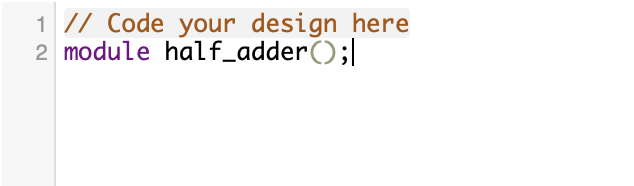 1 // Code your design here
2 module half_adder();